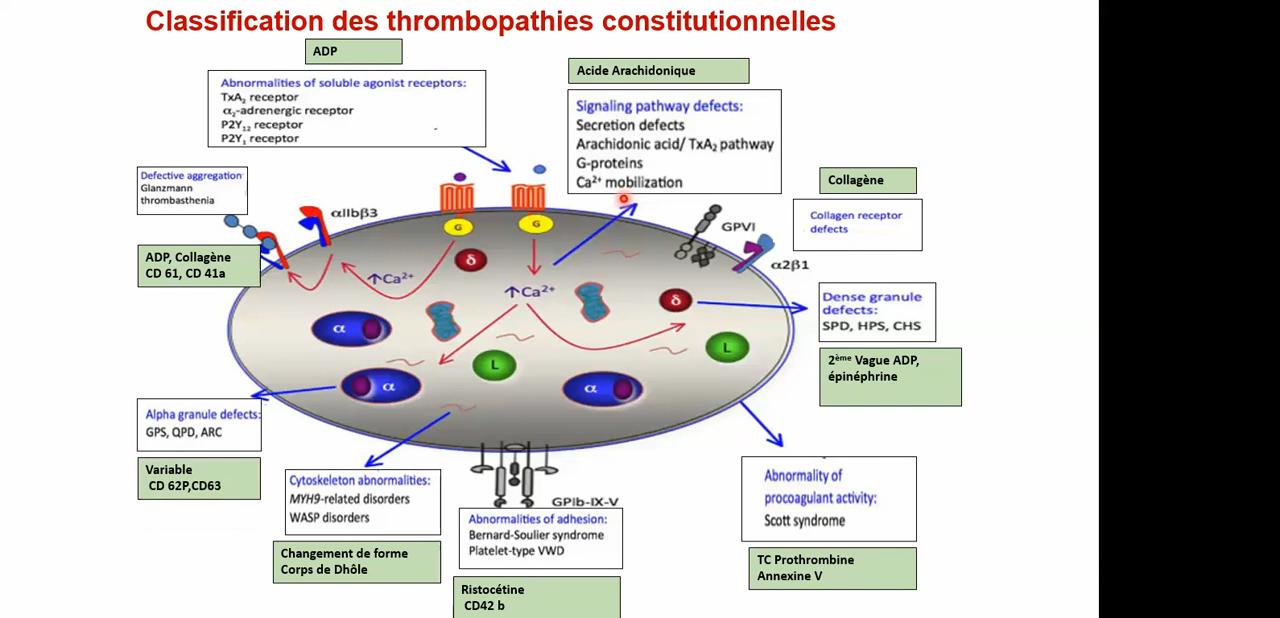 Classification des thrombopathies constitutionnelles
ADP
Abnormalities of soluble agonist receptors:
TxA₂ receptor
α₂-adrenergic receptor
P2Y₁₂ receptor
P2Y₁ receptor
Acide Arachidonique
Signaling pathway defects:
Secretion defects
Arachidonic acid/ TxA₂ pathway
G-proteins
Ca²⁺ mobilization
Defective aggregation
Glanzmann
thrombasthenia
ADP, Collagène
CD 61, CD 41a
αIIbβ3
G
G
GPVI
α2β1
Collagène
Collagen receptor
defects
δ
↑Ca²⁺
↑Ca²⁺
δ
Dense granule
defects:
SPD, HPS, CHS
2ème Vague ADP,
épinéphrine
α
L
L
α
α
Alpha granule defects:
GPS, QPD, ARC
Variable
CD 62P,CD63
Cytoskeleton abnormalities:
MYH9-related disorders
WASP disorders
Changement de forme
Corps de Dhôle
GPIb-IX-V
Abnormalities of adhesion:
Bernard-Soulier syndrome
Platelet-type VWD
Ristocétine
CD42 b
Abnormality of
procoagulant activity:
Scott syndrome
TC Prothrombine
Annexine V